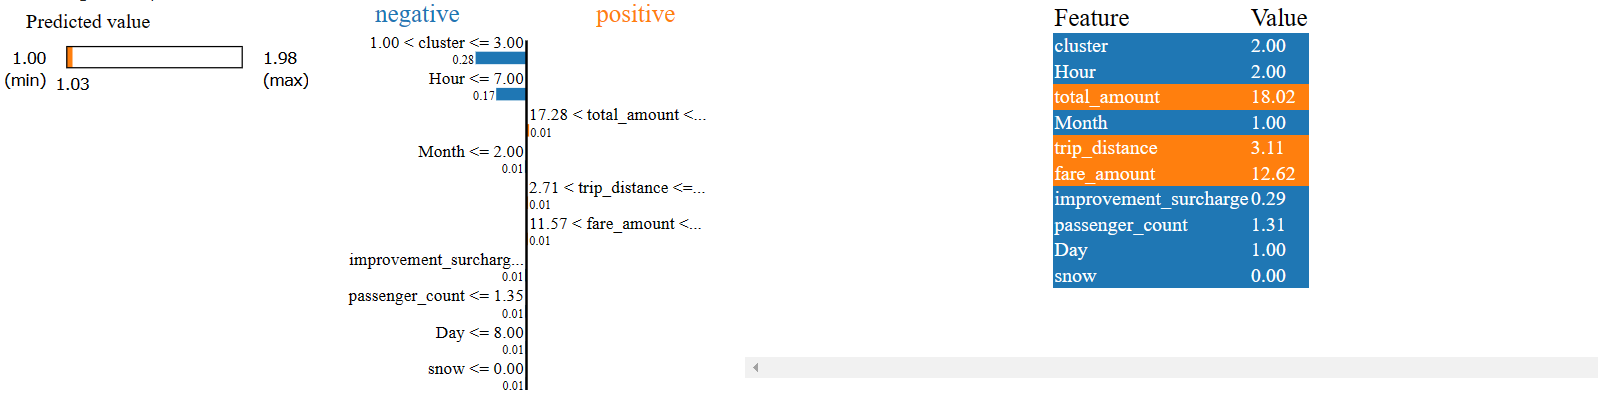 Predicted value
1.00
(min)
1.03
1.98
(max)
negative
positive
1.00 < cluster <= 3.00
0.28
Hour <= 7.00
0.17
17.28 < total_amount <...
0.01
Month <= 2.00
0.01
2.71 < trip_distance <=...
0.01
11.57 < fare_amount <...
0.01
improvement_surcharg...
0.01
passenger_count <= 1.35
0.01
Day <= 8.00
0.01
snow <= 0.00
0.01
Feature Value
cluster 2.00
Hour 2.00
total_amount 18.02
Month 1.00
trip_distance 3.11
fare_amount 12.62
improvement_surcharge 0.29
passenger_count 1.31
Day 1.00
snow 0.00